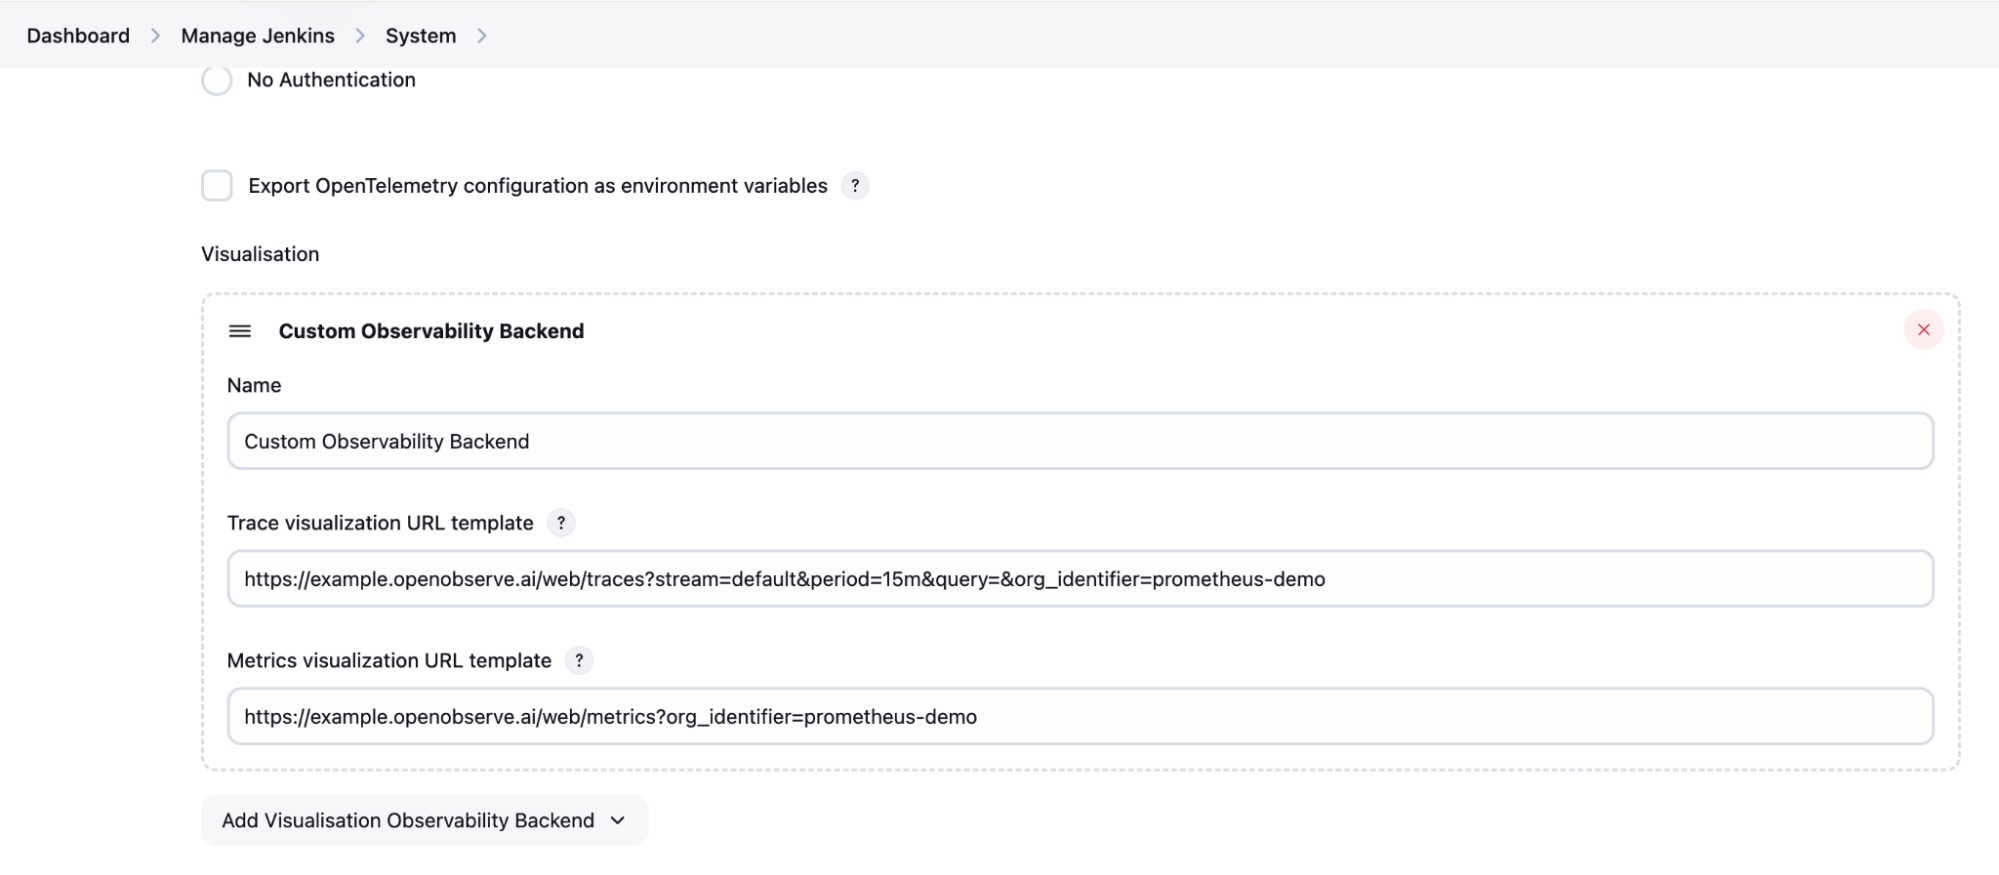 Dashboard > Manage Jenkins > System >
No Authentication
Export OpenTelemetry configuration as environment variables ?
Visualisation
Custom Observability Backend
Name
Custom Observability Backend
Trace visualization URL template ?
https://example.openobserve.ai/web/traces?stream=default&period=15m&query=&org_identifier=prometheus-demo
Metrics visualization URL template ?
https://example.openobserve.ai/web/metrics?org_identifier=prometheus-demo
Add Visualisation Observability Backend